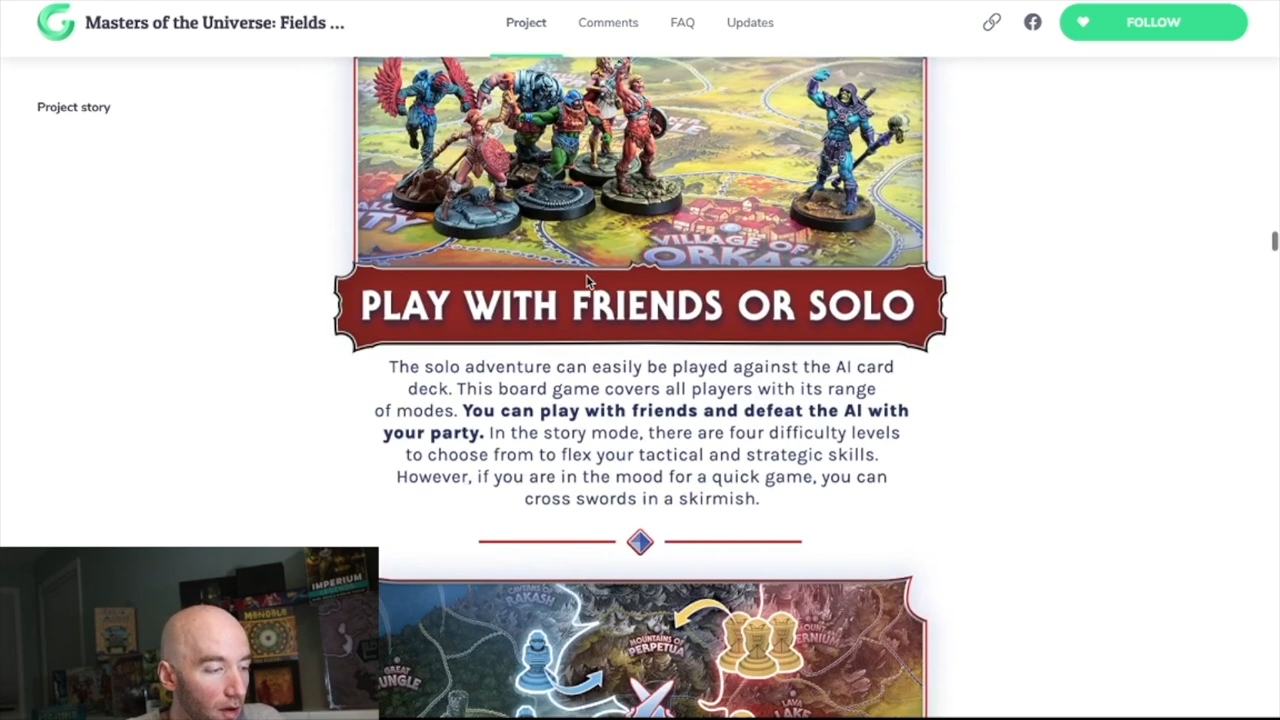 Masters of the Universe: Fields ...
Project
Comments
FAQ
Updates
FOLLOW
Project story
VILLAGE OF
ORKAS
PLAY WITH FRIENDS OR SOLO
The solo adventure can easily be played against the AI card
deck. This board game covers all players with its range
of modes. You can play with friends and defeat the AI with
your party. In the story mode, there are four difficulty levels
to choose from to flex your tactical and strategic skills.
However, if you are in the mood for a quick game, you can
cross swords in a skirmish.
CAVERNS OF
RAKASH
MOUNTAINS OF
PERPETUA
MOUNT
GREAT
JUNGLE
LAVA
LAKE
IMPERIUM
LEGENDS